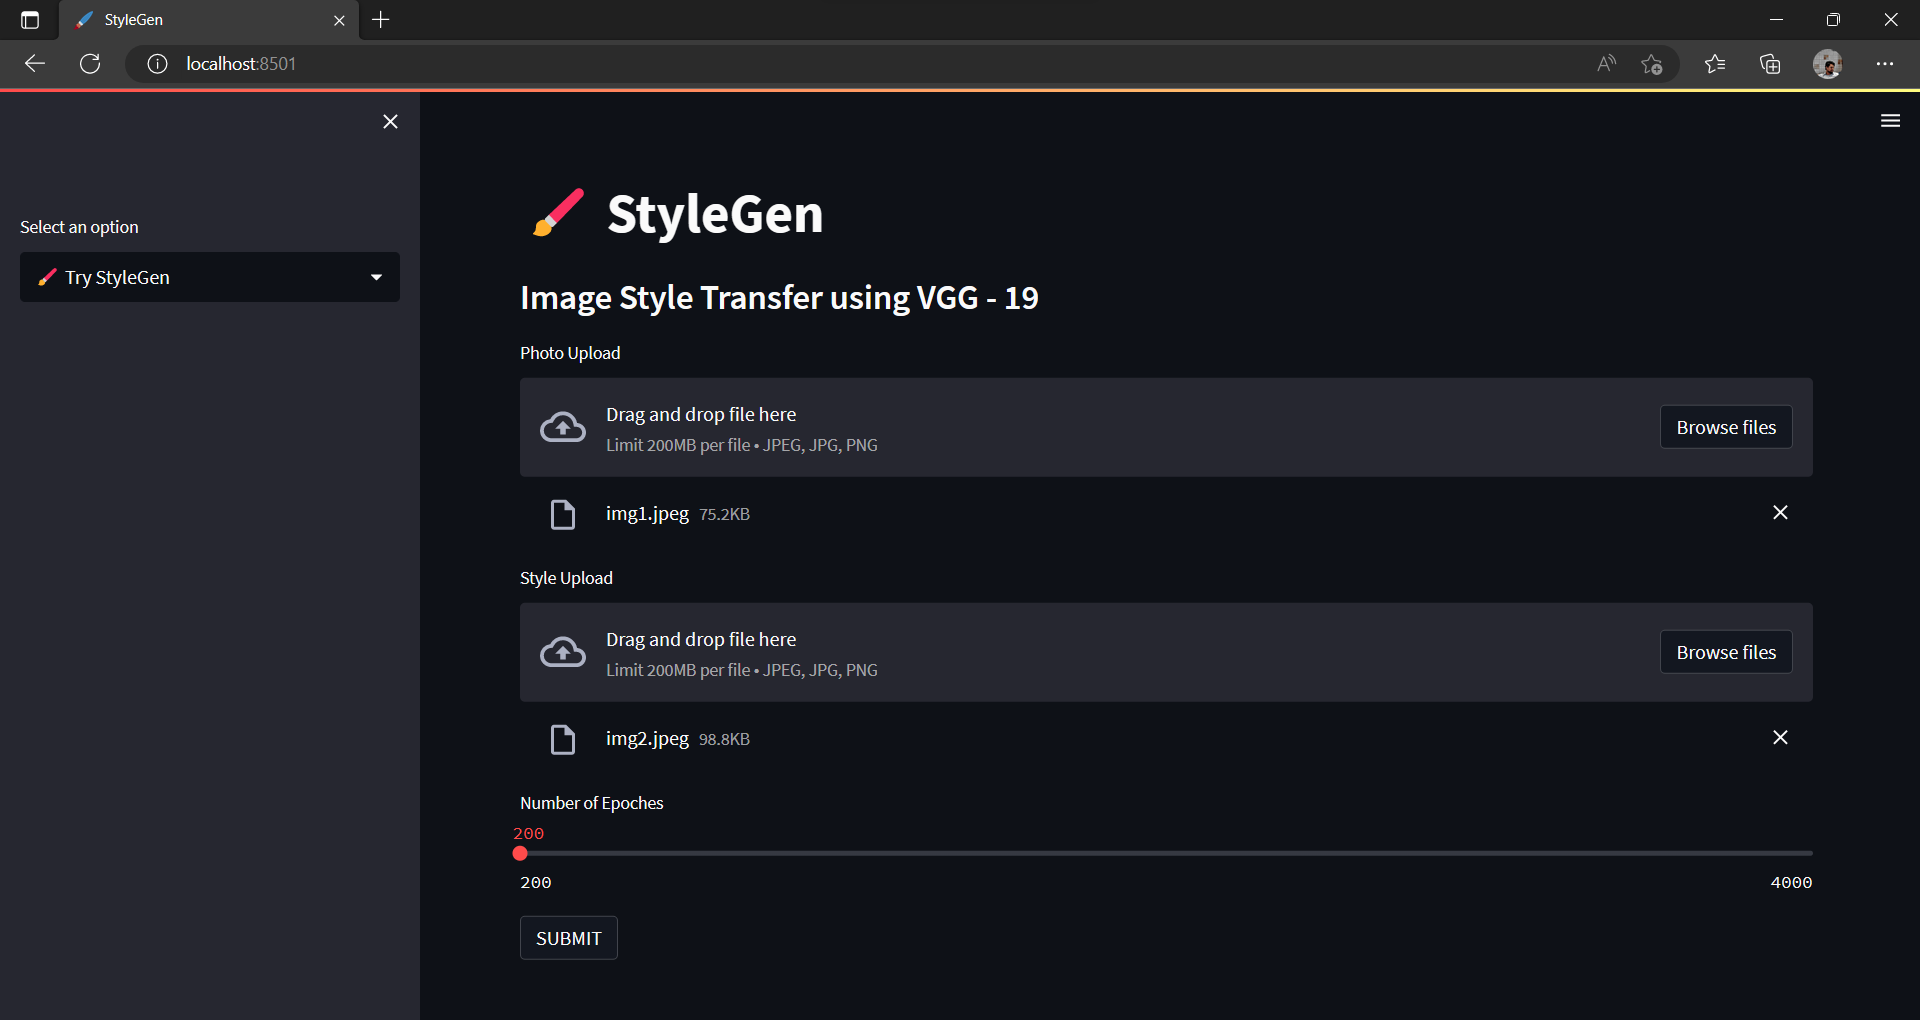 StyleGen
localhost:8501
Select an option
Try StyleGen
StyleGen
Image Style Transfer using VGG - 19
Photo Upload
Drag and drop file here
Limit 200MB per file • JPEG, JPG, PNG
Browse files
img1.jpeg 75.2KB
Style Upload
Drag and drop file here
Limit 200MB per file • JPEG, JPG, PNG
Browse files
img2.jpeg 98.8KB
Number of Epoches
200
200
4000
SUBMIT